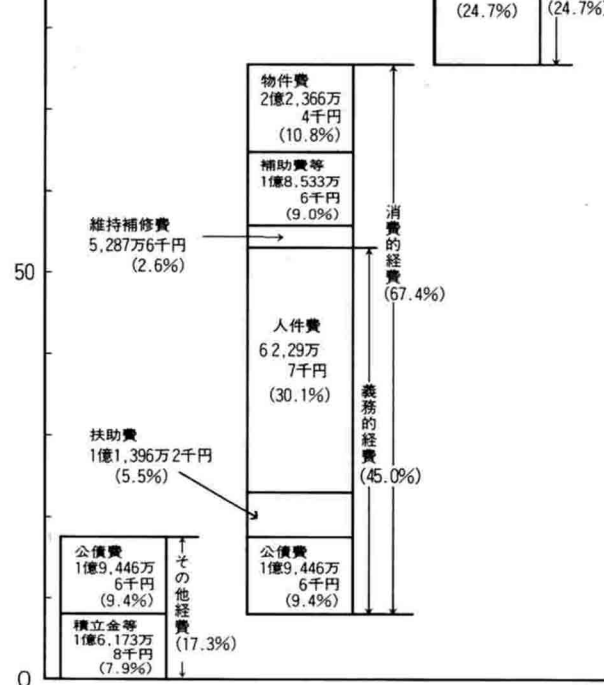 (24.7%)
(24.7%)
物件費
2億2,366万
4千円
(10.8%)
補助費等
1億8,533万
6千円
(9.0%)
維持補修費
5,287万6千円
(2.6%)
消費的経費
(67.4%)
50
人件費
62,29万
7千円
(30.1%)
義務的経費
(45.0%)
扶助費
1億1,396万2千円
(5.5%)
公債費
1億9,446万
6千円
(9.4%)
積立金等
1億6,173万
8千円
(7.9%)
その他経費
(17.3%)
公債費
1億9,446万
6千円
(9.4%)
0